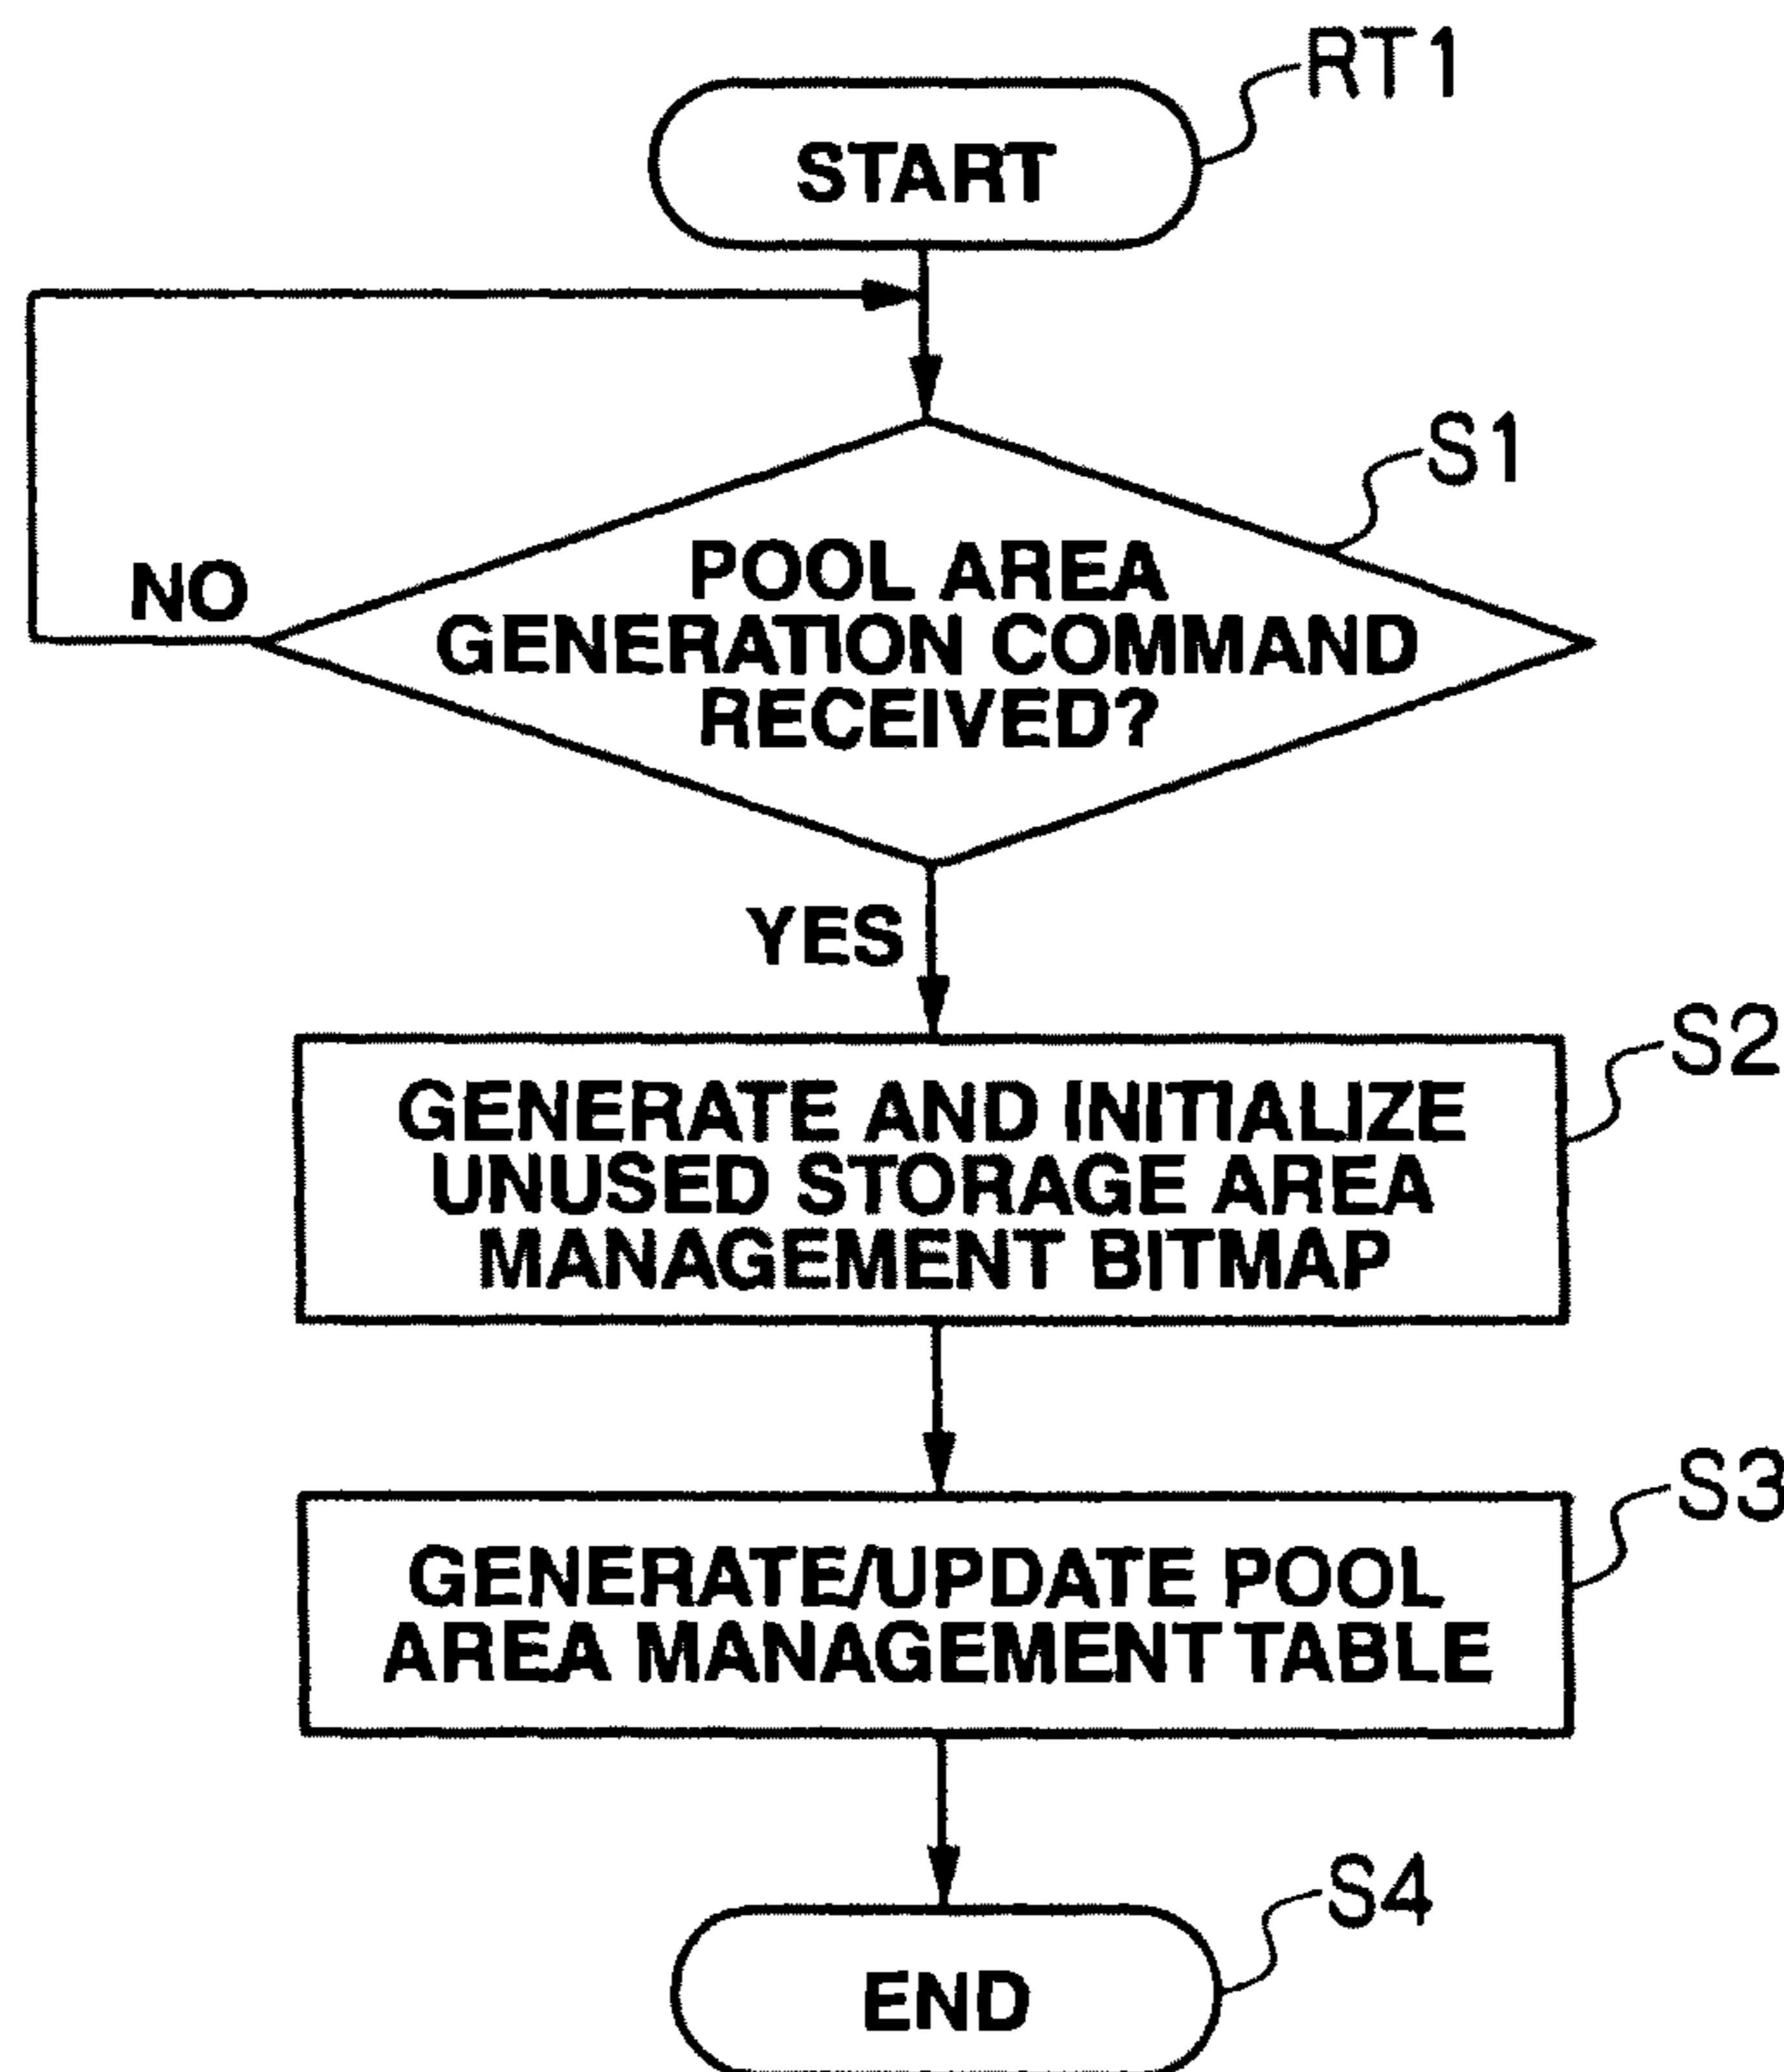 RT1
START
S1
POOL AREA
GENERATION COMMAND
RECEIVED?
NO
YES
S2
GENERATE AND INITIALIZE
UNUSED STORAGE AREA
MANAGEMENT BITMAP
S3
GENERATE/UPDATE POOL
AREA MANAGEMENT TABLE
S4
END